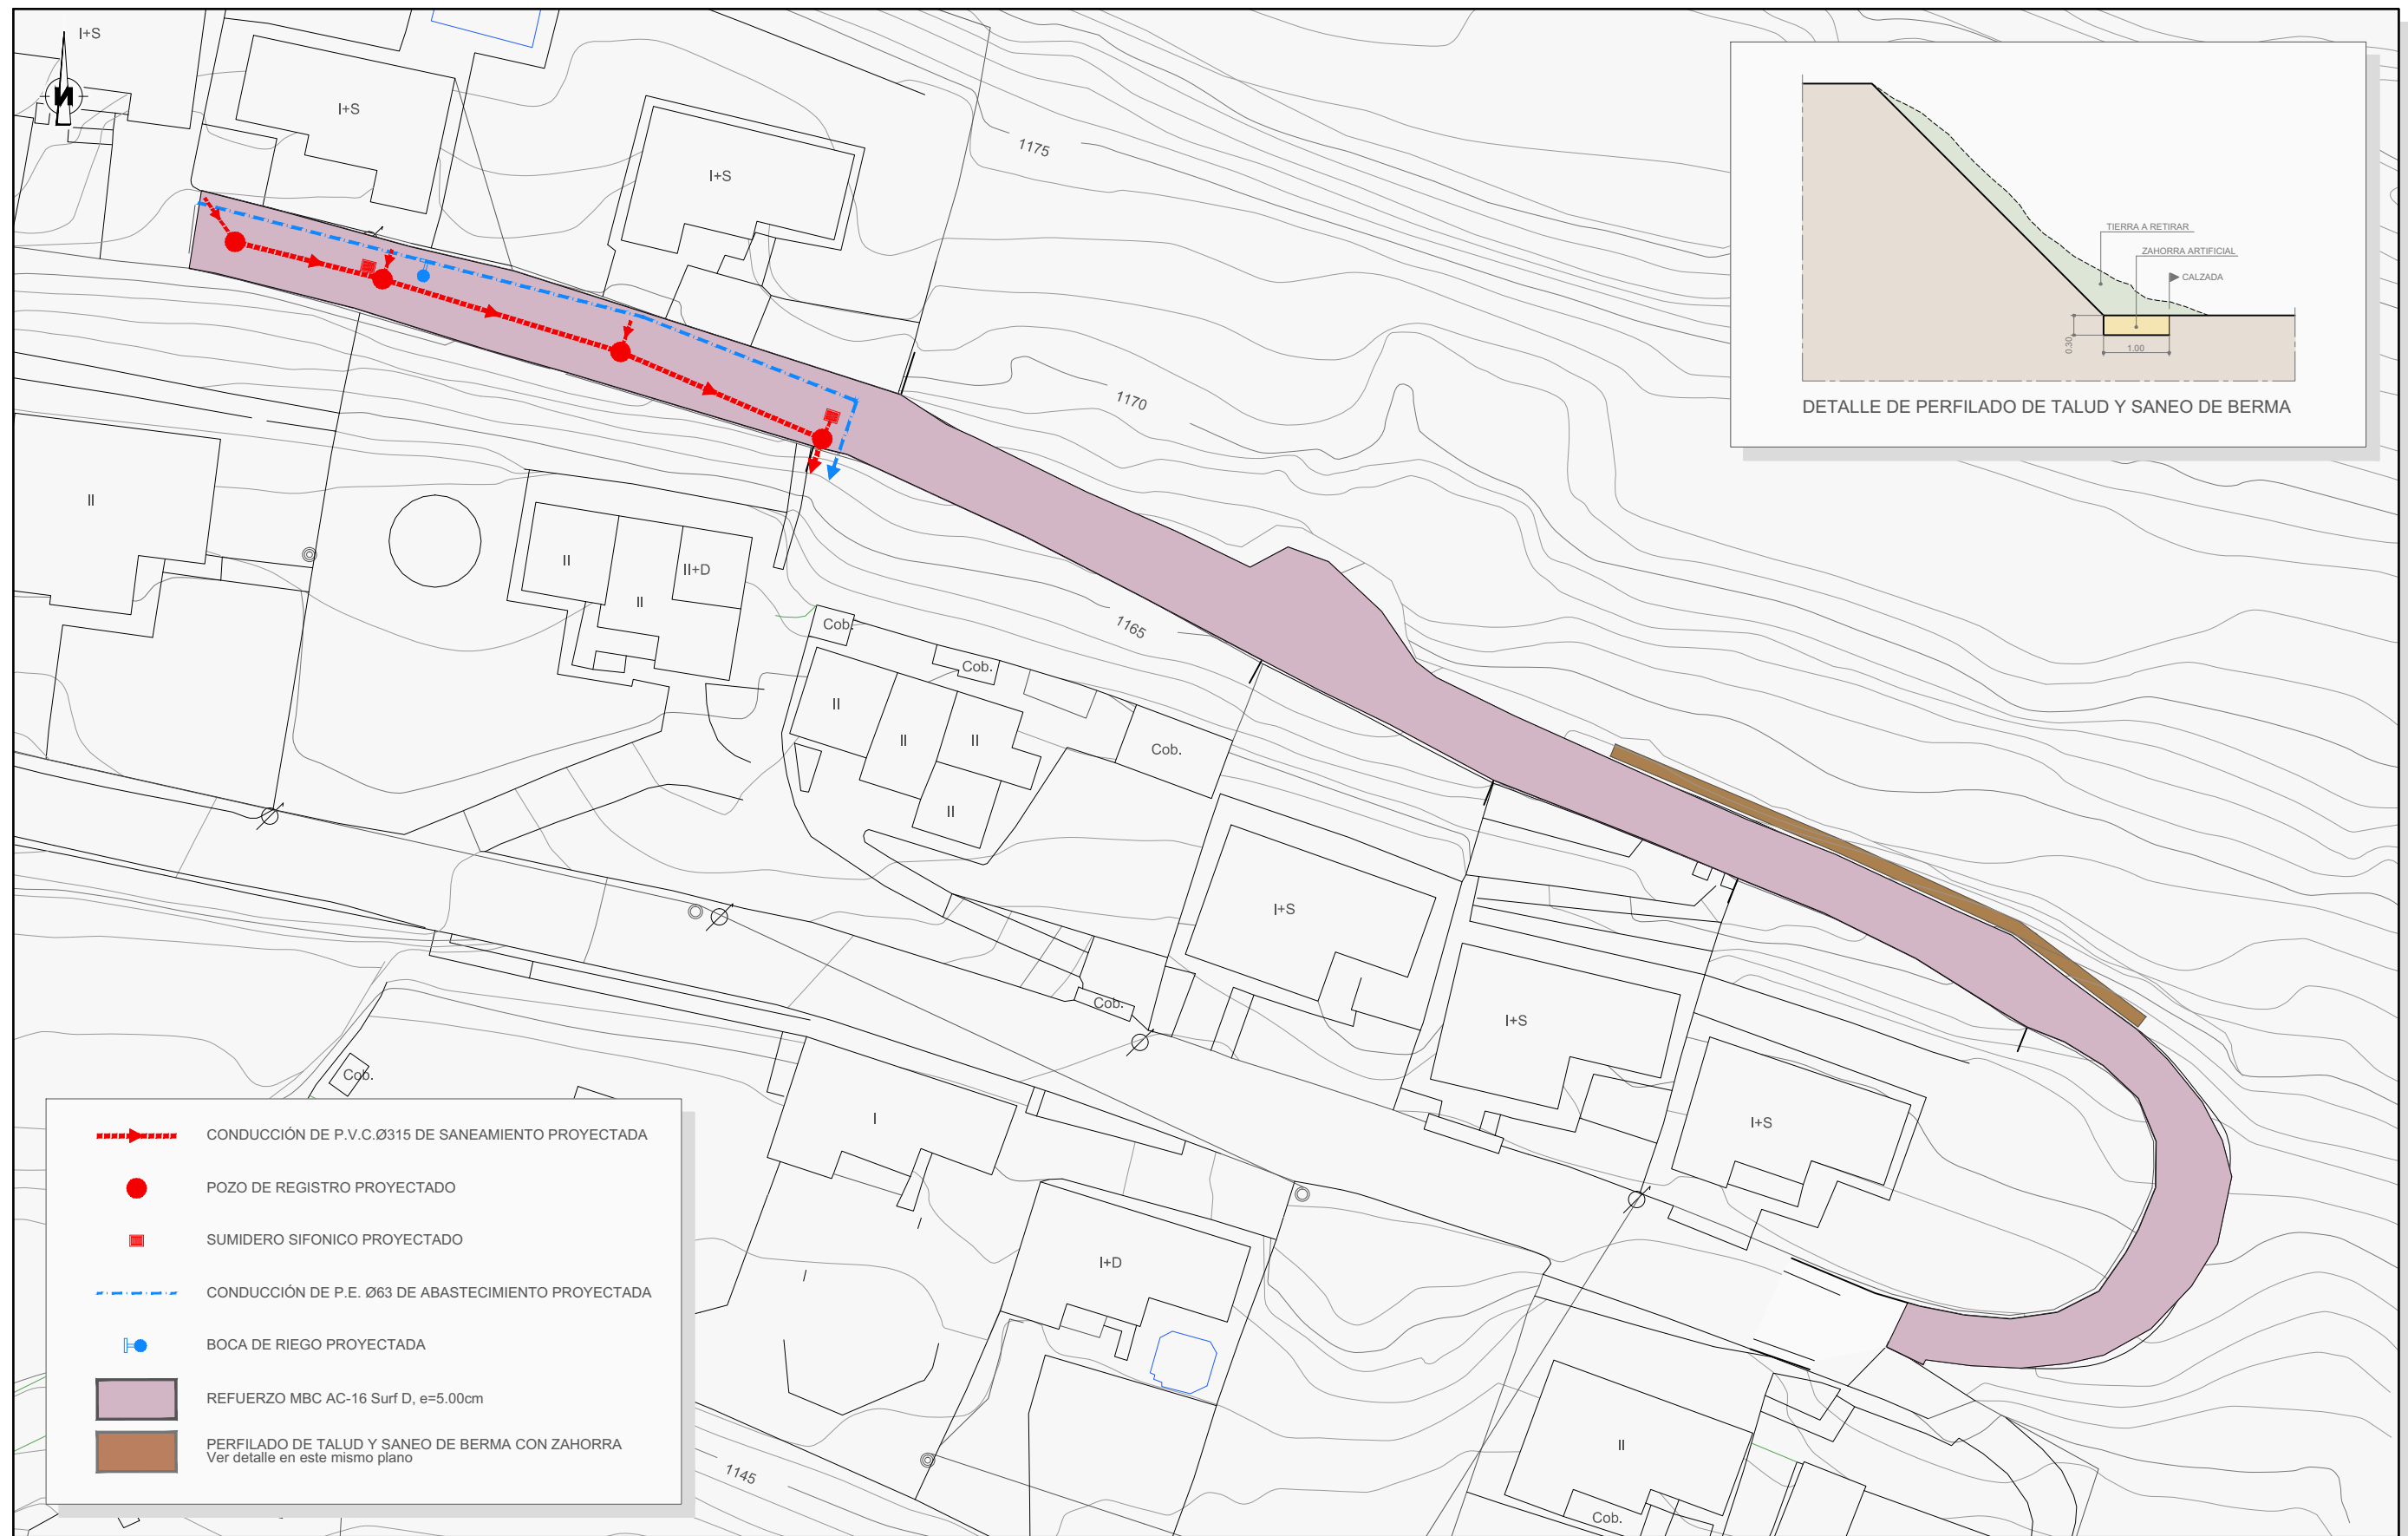 I+S
I+S
I+S
N
1175
TIERRA A RETIRAR
ZAHORRA ARTIFICIAL
CALZADA
0.30
1.00
DETALLE DE PERFILADO DE TALUD Y SANEO DE BERMA
1170
II
II
II
II+D
1165
Cob.
Cob.
II
II
II
II
Cob.
I+S
Cob.
I+S
Cob.
I
I+S
I+D
II
Cob.
1145
CONDUCCIÓN DE P.V.C.Ø315 DE SANEAMIENTO PROYECTADA
POZO DE REGISTRO PROYECTADO
SUMIDERO SIFONICO PROYECTADO
CONDUCCIÓN DE P.E. Ø63 DE ABASTECIMIENTO PROYECTADA
BOCA DE RIEGO PROYECTADA
REFUERZO MBC AC-16 Surf D, e=5.00cm
PERFILADO DE TALUD Y SANEO DE BERMA CON ZAHORRA
Ver detalle en este mismo plano